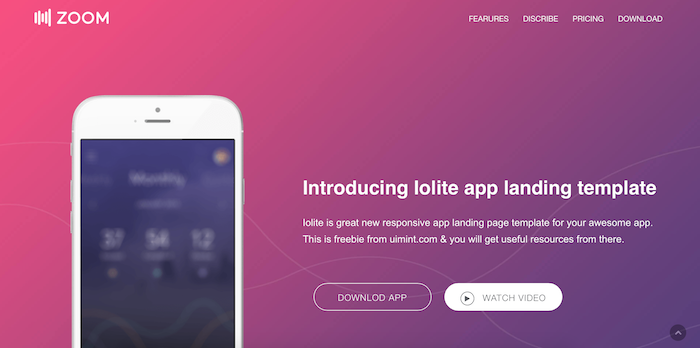 ZOOM
FEARURES DISCRIBE PRICING DOWNLOAD
Introducing Iolite app landing template
Iolite is great new responsive app landing page template for your awesome app.
This is freebie from uimint.com & you will get useful resources from there.
DOWNLOD APP WATCH VIDEO